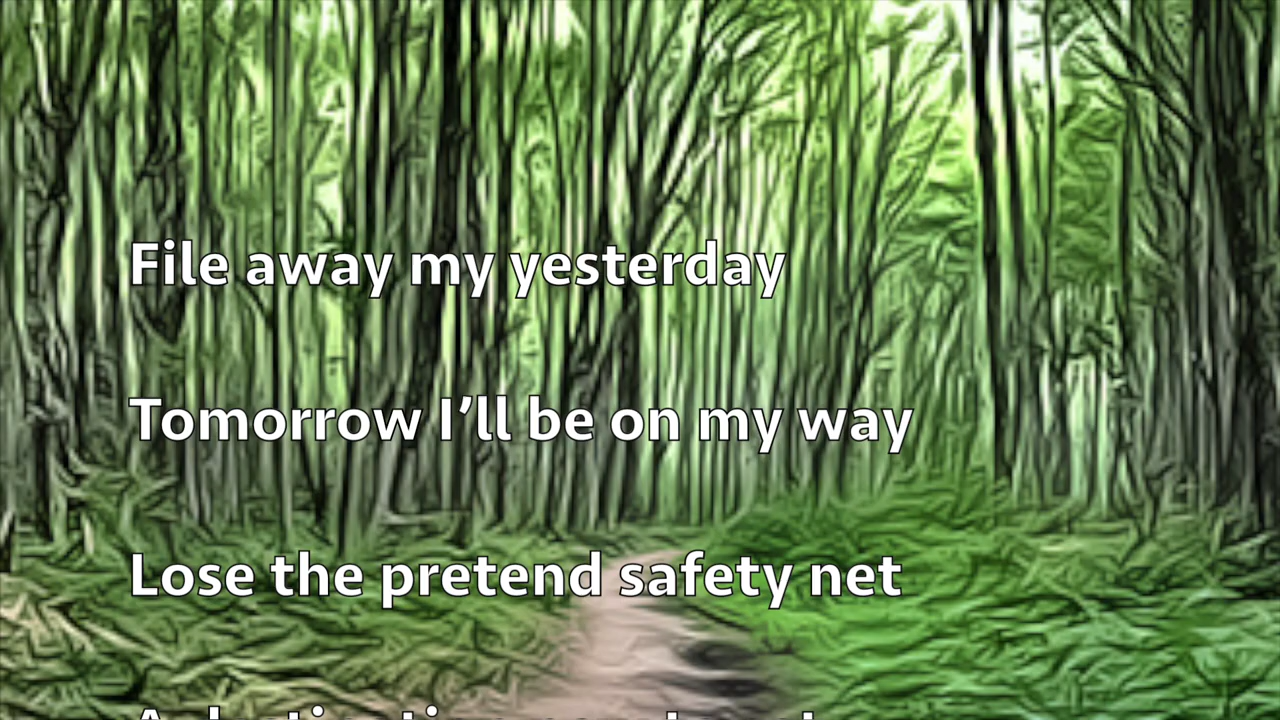 File away my yesterday
Tomorrow I’ll be on my way
Lose the pretend safety net